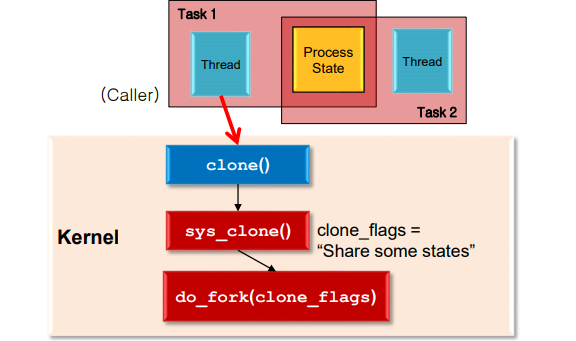 Task 1
Thread
Process
State
Thread
(Caller)
Task 2
clone()
Kernel
sys_clone()
clone_flags =
“Share some states”
do_fork(clone_flags)